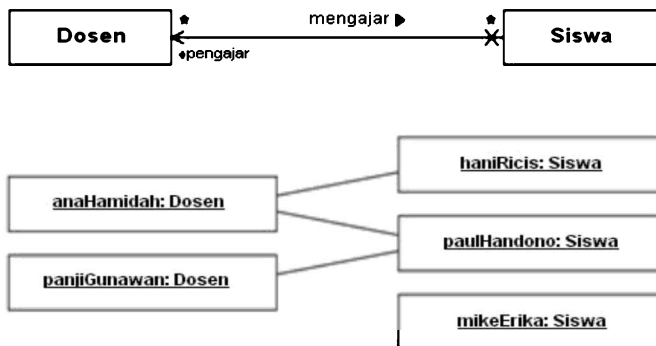 * mengajar ▶ *
Dosen Siswa
•pengajar
haniRicis: Siswa
anaHamidah: Dosen
paulHandono: Siswa
panjiGunawan: Dosen
mikeErika: Siswa